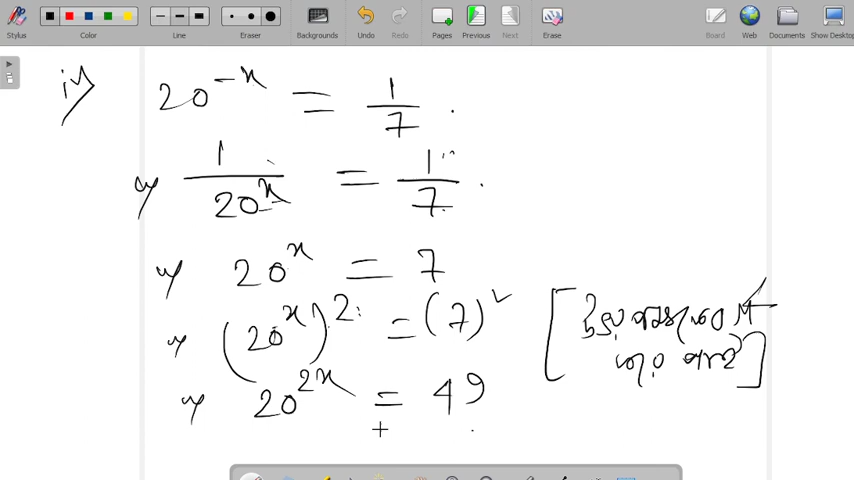 Stylus Color Line Eraser Backgrounds Undo Redo Pages Previous Next Erase Board Web Documents Show Desktop
iv) 20^{-x} = 1/7 .
বা, 1/20^x = 1/7 .
বা, 20^x = 7
বা, (20^x)^2 = (7)^2
বা, 20^{2x} = 49